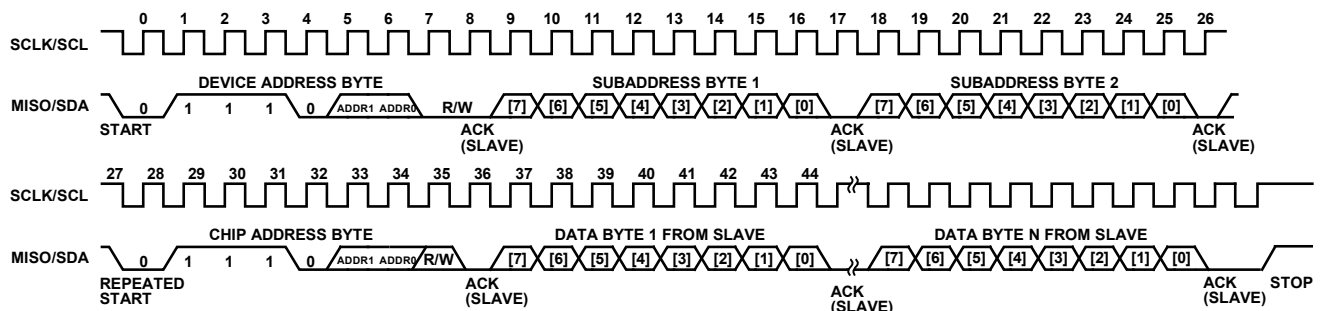 0 1 2 3 4 5 6 7 8 9 10 11 12 13 14 15 16 17 18 19 20 21 22 23 24 25 26
SCLK/SCL
DEVICE ADDRESS BYTE SUBADDRESS BYTE 1 SUBADDRESS BYTE 2
MISO/SDA 0 1 1 1 0 ADDR1 ADDR0 R/W [7] [6] [5] [4] [3] [2] [1] [0] [7] [6] [5] [4] [3] [2] [1] [0]
START ACK (SLAVE) ACK (SLAVE) ACK (SLAVE)
27 28 29 30 31 32 33 34 35 36 37 38 39 40 41 42 43 44
SCLK/SCL
CHIP ADDRESS BYTE DATA BYTE 1 FROM SLAVE DATA BYTE N FROM SLAVE
MISO/SDA 0 1 1 1 0 ADDR1 ADDR0 R/W [7] [6] [5] [4] [3] [2] [1] [0] [7] [6] [5] [4] [3] [2] [1] [0]
REPEATED START ACK (SLAVE) ACK (SLAVE) ACK (SLAVE) STOP